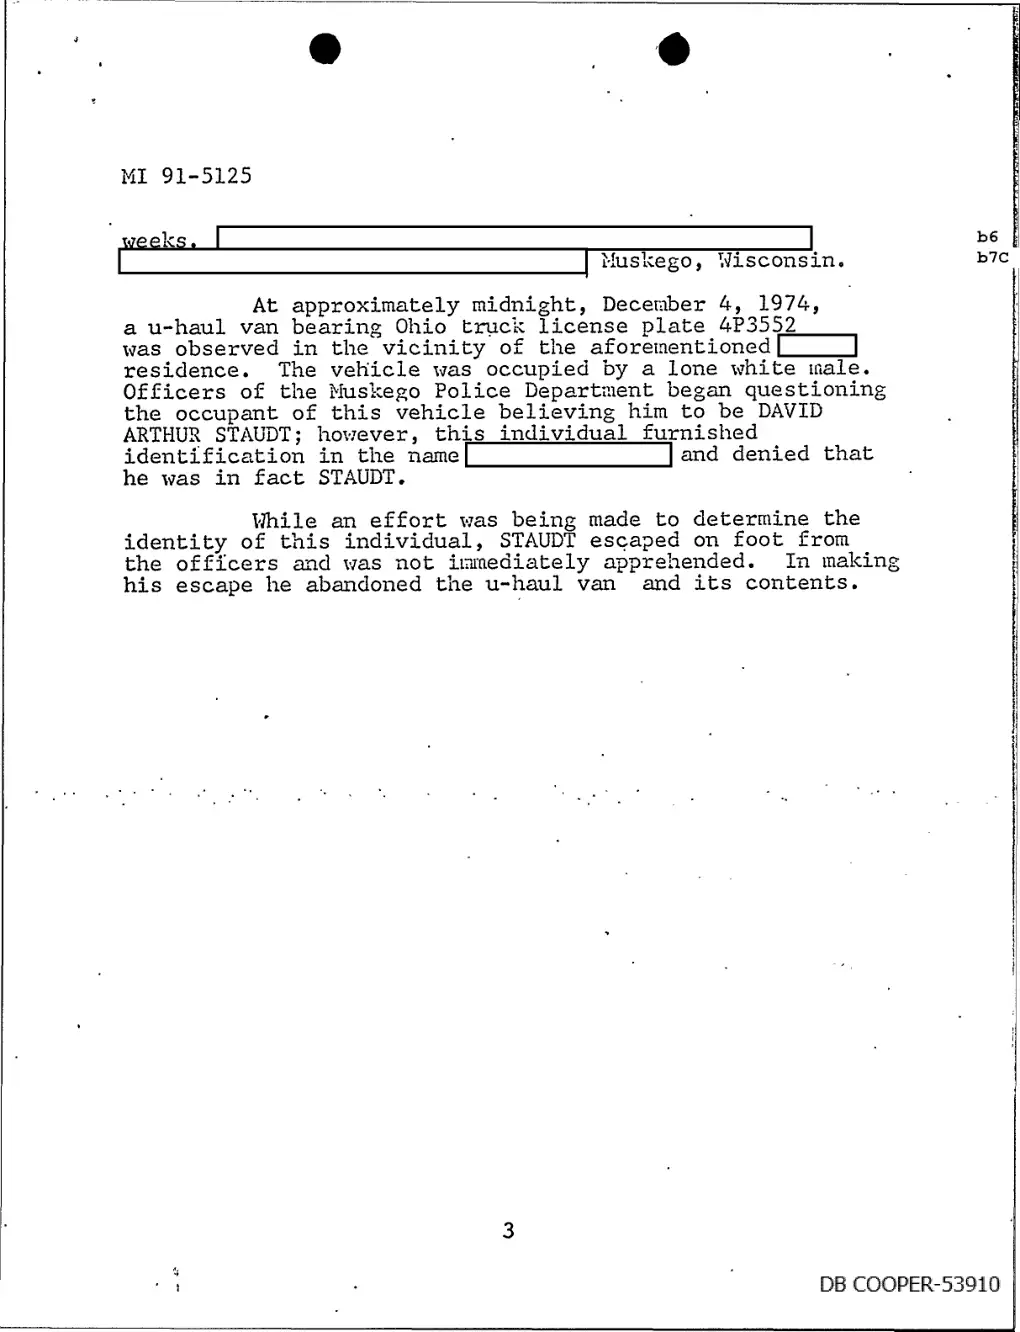 MI 91-5125
weeks.
b6
Muskego, Wisconsin.
b7C
At approximately midnight, December 4, 1974,
a u-haul van bearing Ohio truck license plate 4P3552
was observed in the vicinity of the aforementioned
residence. The vehicle was occupied by a lone white male.
Officers of the Muskego Police Department began questioning
the occupant of this vehicle believing him to be DAVID
ARTHUR STAUDT; however, this individual furnished
identification in the name and denied that
he was in fact STAUDT.
While an effort was being made to determine the
identity of this individual, STAUDT escaped on foot from
the officers and was not immediately apprehended. In making
his escape he abandoned the u-haul van and its contents.
3
DB COOPER-53910